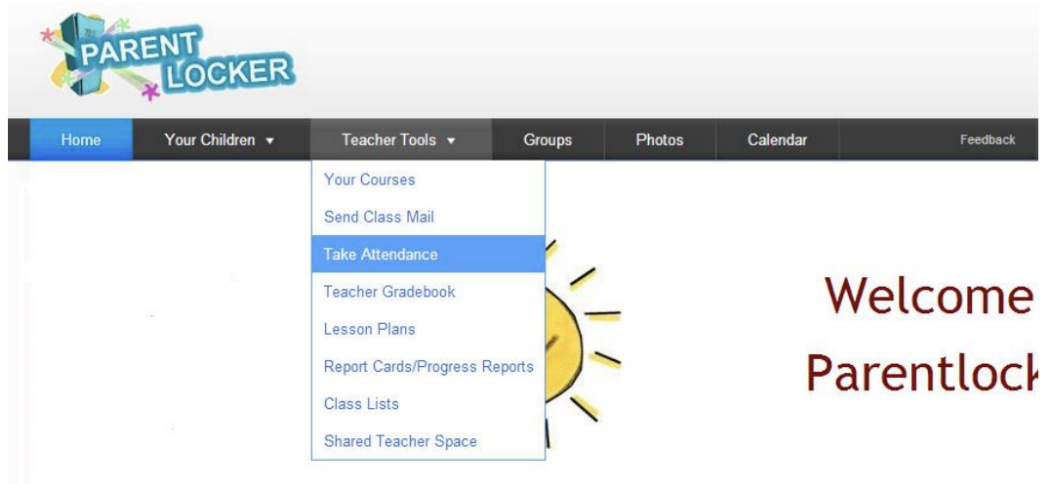 PARENT
LOCKER
Home Your Children Teacher Tools Groups Photos Calendar Feedback
Your Courses
Send Class Mail
Take Attendance
Teacher Gradebook
Lesson Plans
Report Cards/Progress Reports
Class Lists
Shared Teacher Space
Welcome
Parentlock